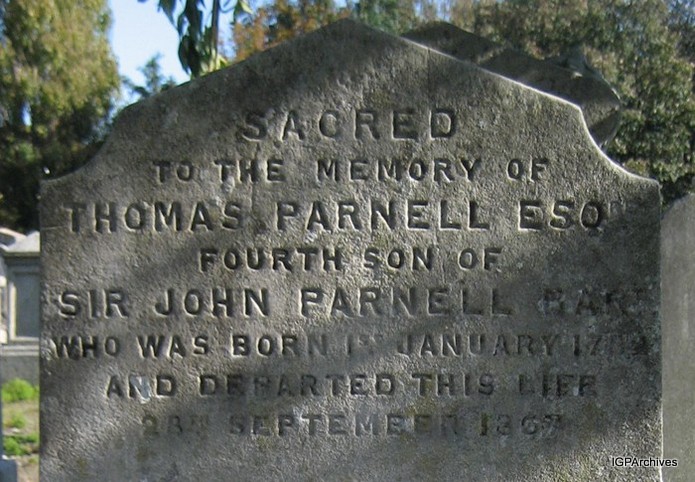 SACRED
TO THE MEMORY OF
THOMAS PARNELL ESQR
FOURTH SON OF
SIR JOHN PARNELL BART
WHO WAS BORN 1ST JANUARY
AND DEPARTED THIS LIFE
SEPTEMBER
IGPArchives